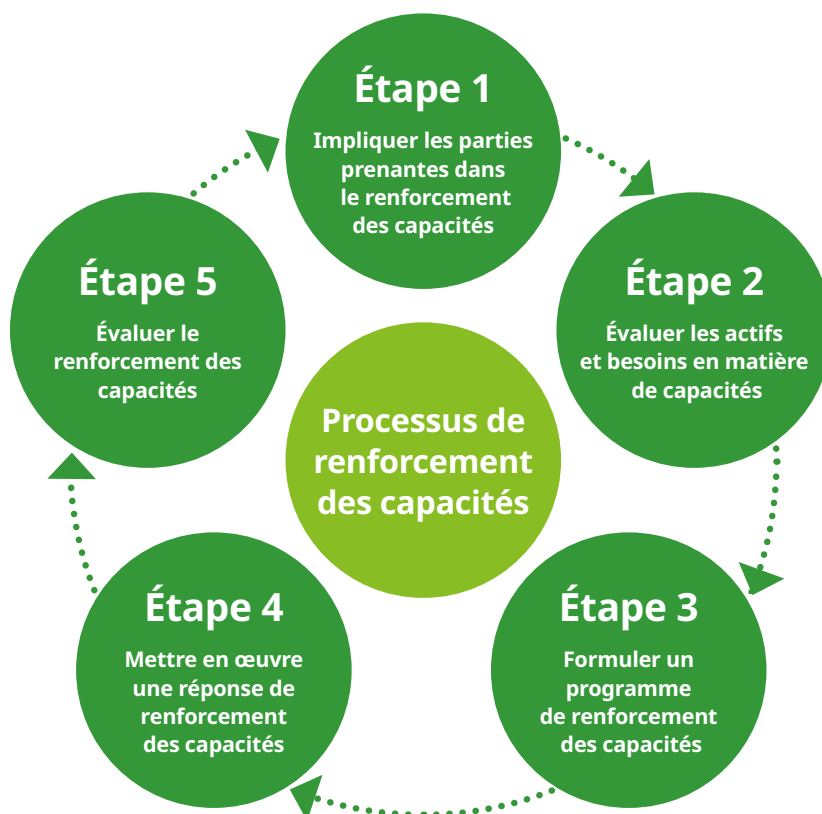 Étape 1
Impliquer les parties
prenantes dans
le renforcement
des capacités
Étape 2
Évaluer les actifs
et besoins en matière
de capacités
Étape 3
Formuler un
programme
de renforcement
des capacités
Étape 4
Mettre en œuvre
une réponse de
renforcement
des capacités
Étape 5
Évaluer le
renforcement des
capacités
Processus de
renforcement
des capacités